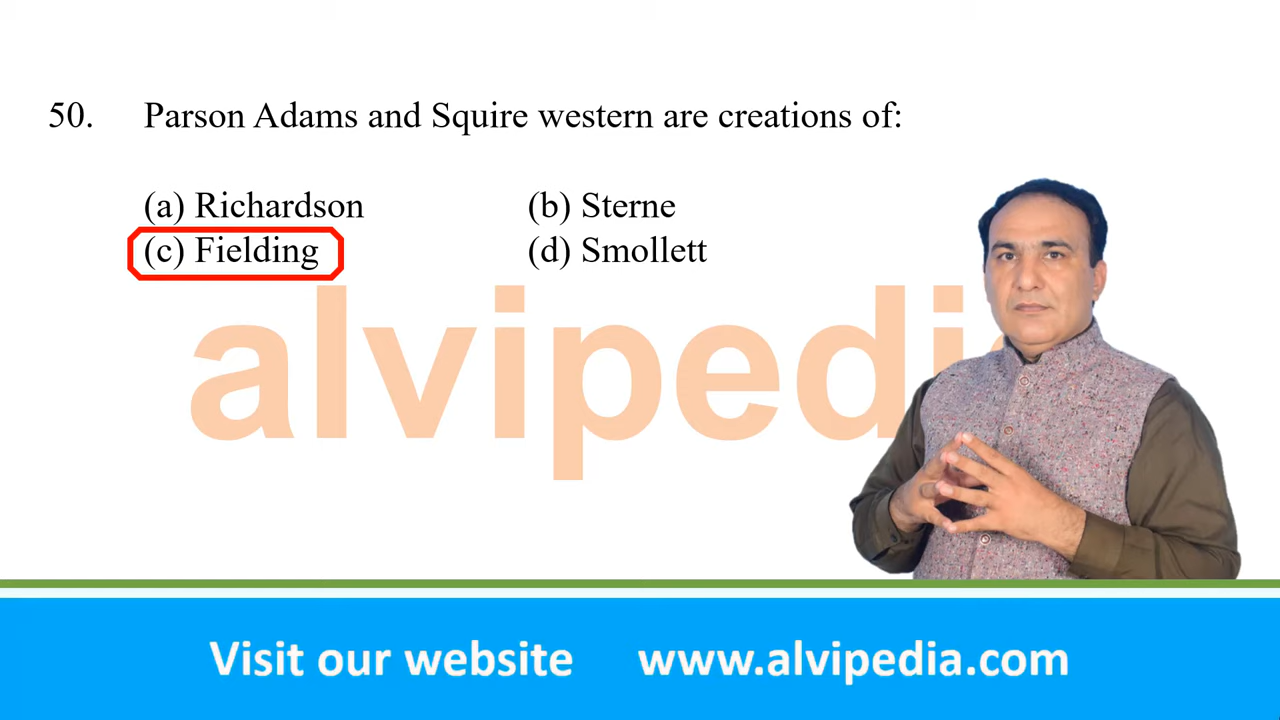 50. Parson Adams and Squire western are creations of:
(a) Richardson (b) Sterne
(c) Fielding (d) Smollett
alvipedi
Visit our website www.alvipedia.com